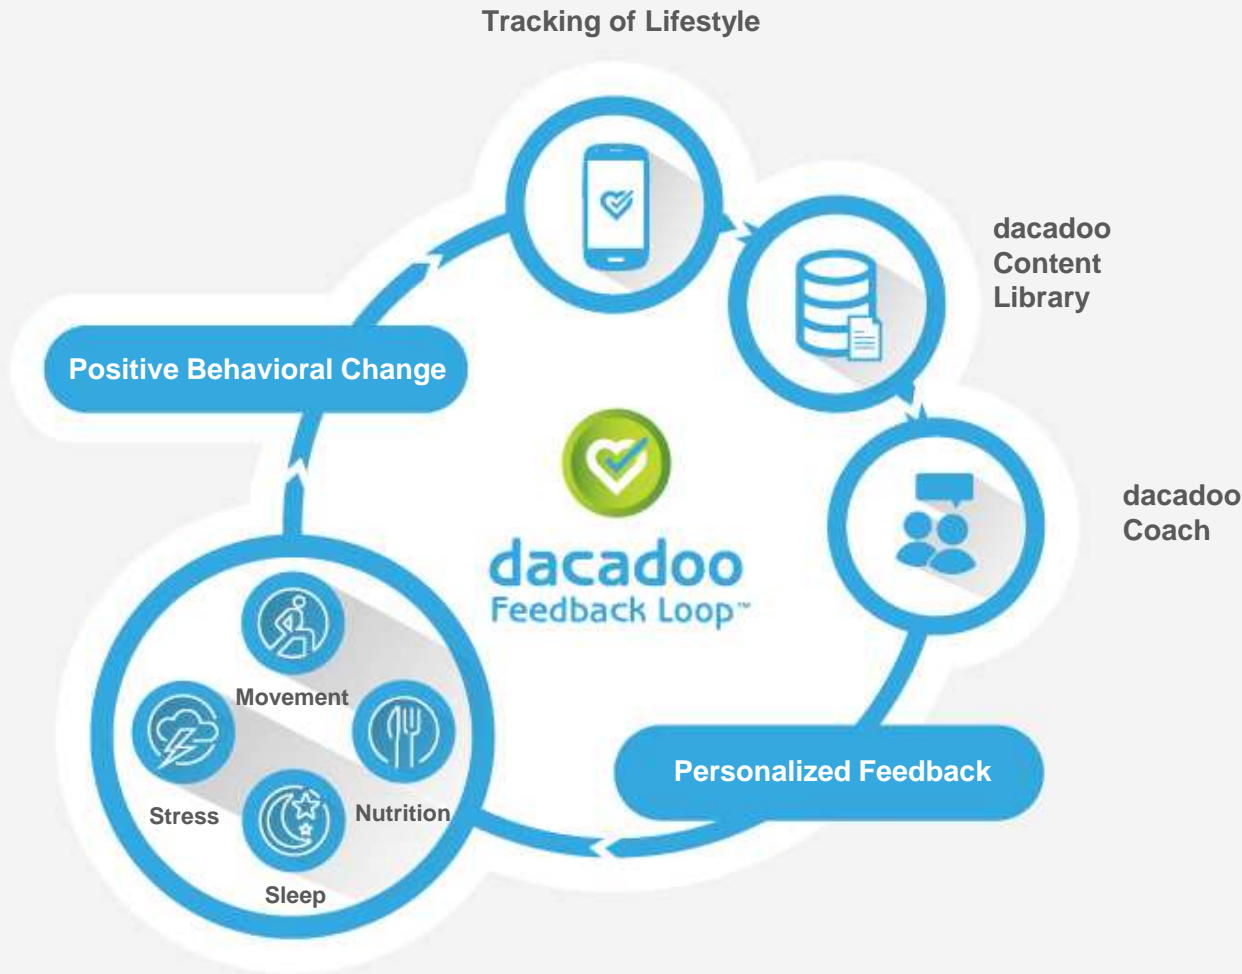 Tracking of Lifestyle
dacadoo
Content
Library
Positive Behavioral Change
dacadoo
Coach
dacadoo
Feedback Loop™
Movement
Personalized Feedback
Stress
Nutrition
Sleep